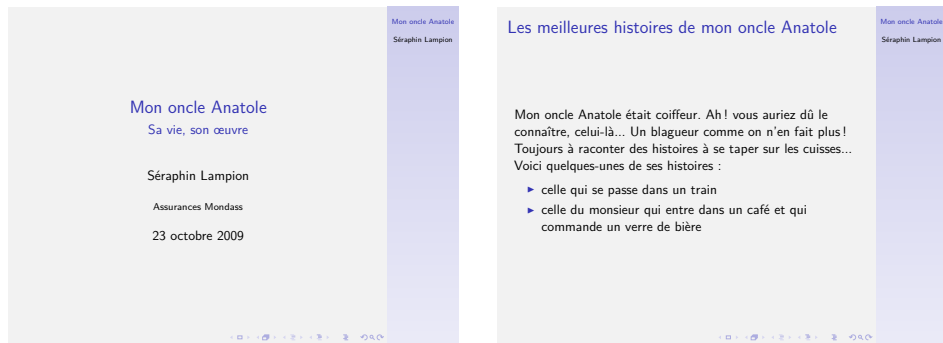 Mon oncle Anatole
Sa vie, son œuvre
Séraphin Lampion
Assurances Mondass
23 octobre 2009
Mon oncle Anatole
Séraphin Lampion
Les meilleures histoires de mon oncle Anatole
Mon oncle Anatole était coiffeur. Ah ! vous auriez dû le
connaître, celui-là... Un blagueur comme on n'en fait plus !
Toujours à raconter des histoires à se taper sur les cuisses...
Voici quelques-unes de ses histoires :
celle qui se passe dans un train
celle du monsieur qui entre dans un café et qui
commande un verre de bière
Mon oncle Anatole
Séraphin Lampion